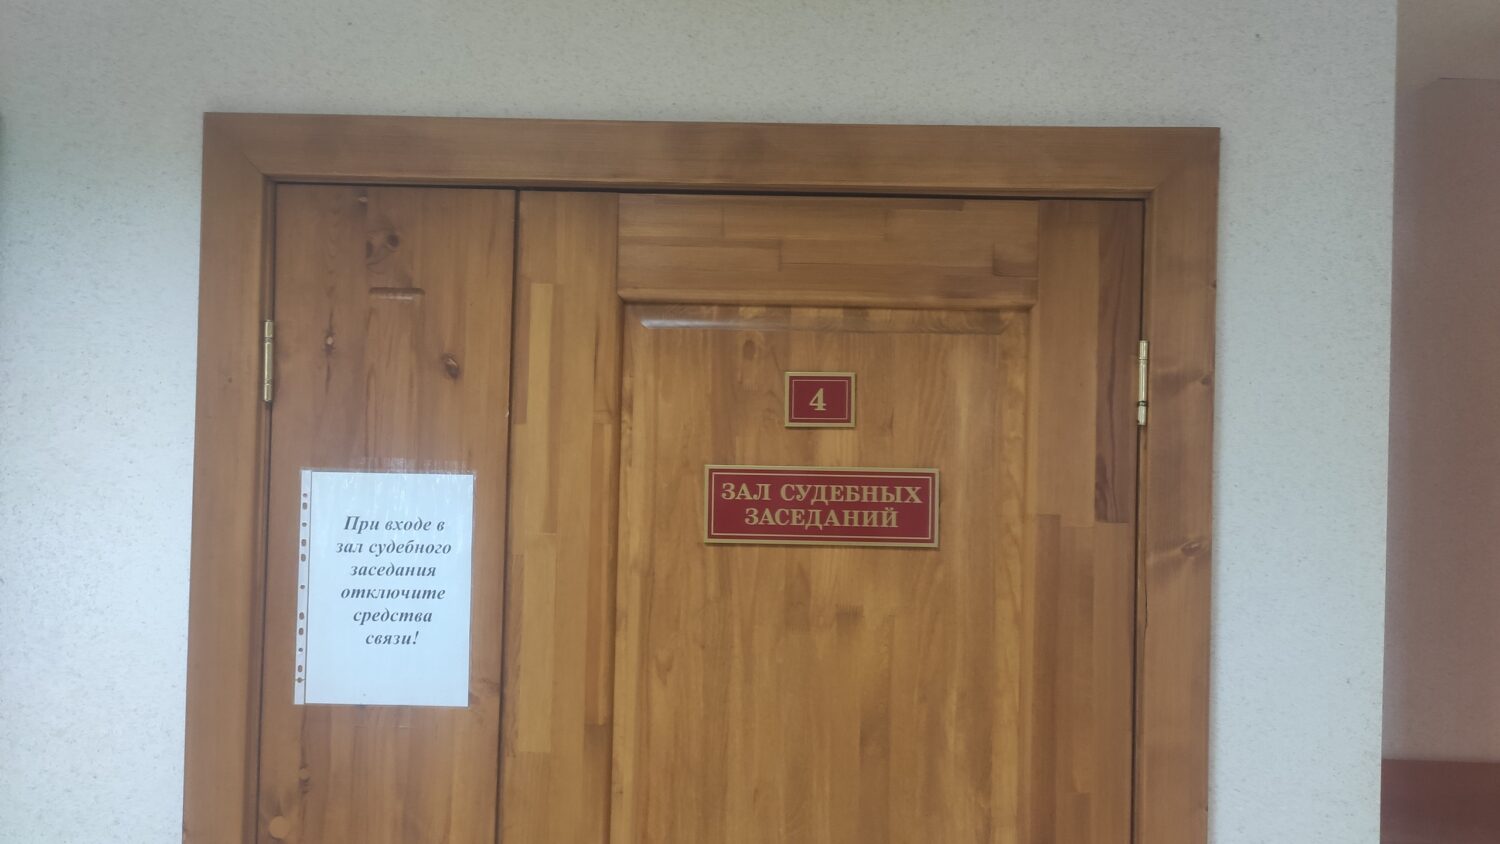 4
ЗАЛ СУДЕБНЫХ
ЗАСЕДАНИЙ
При входе в
зал судебного
заседания
отключите
средства
связи!